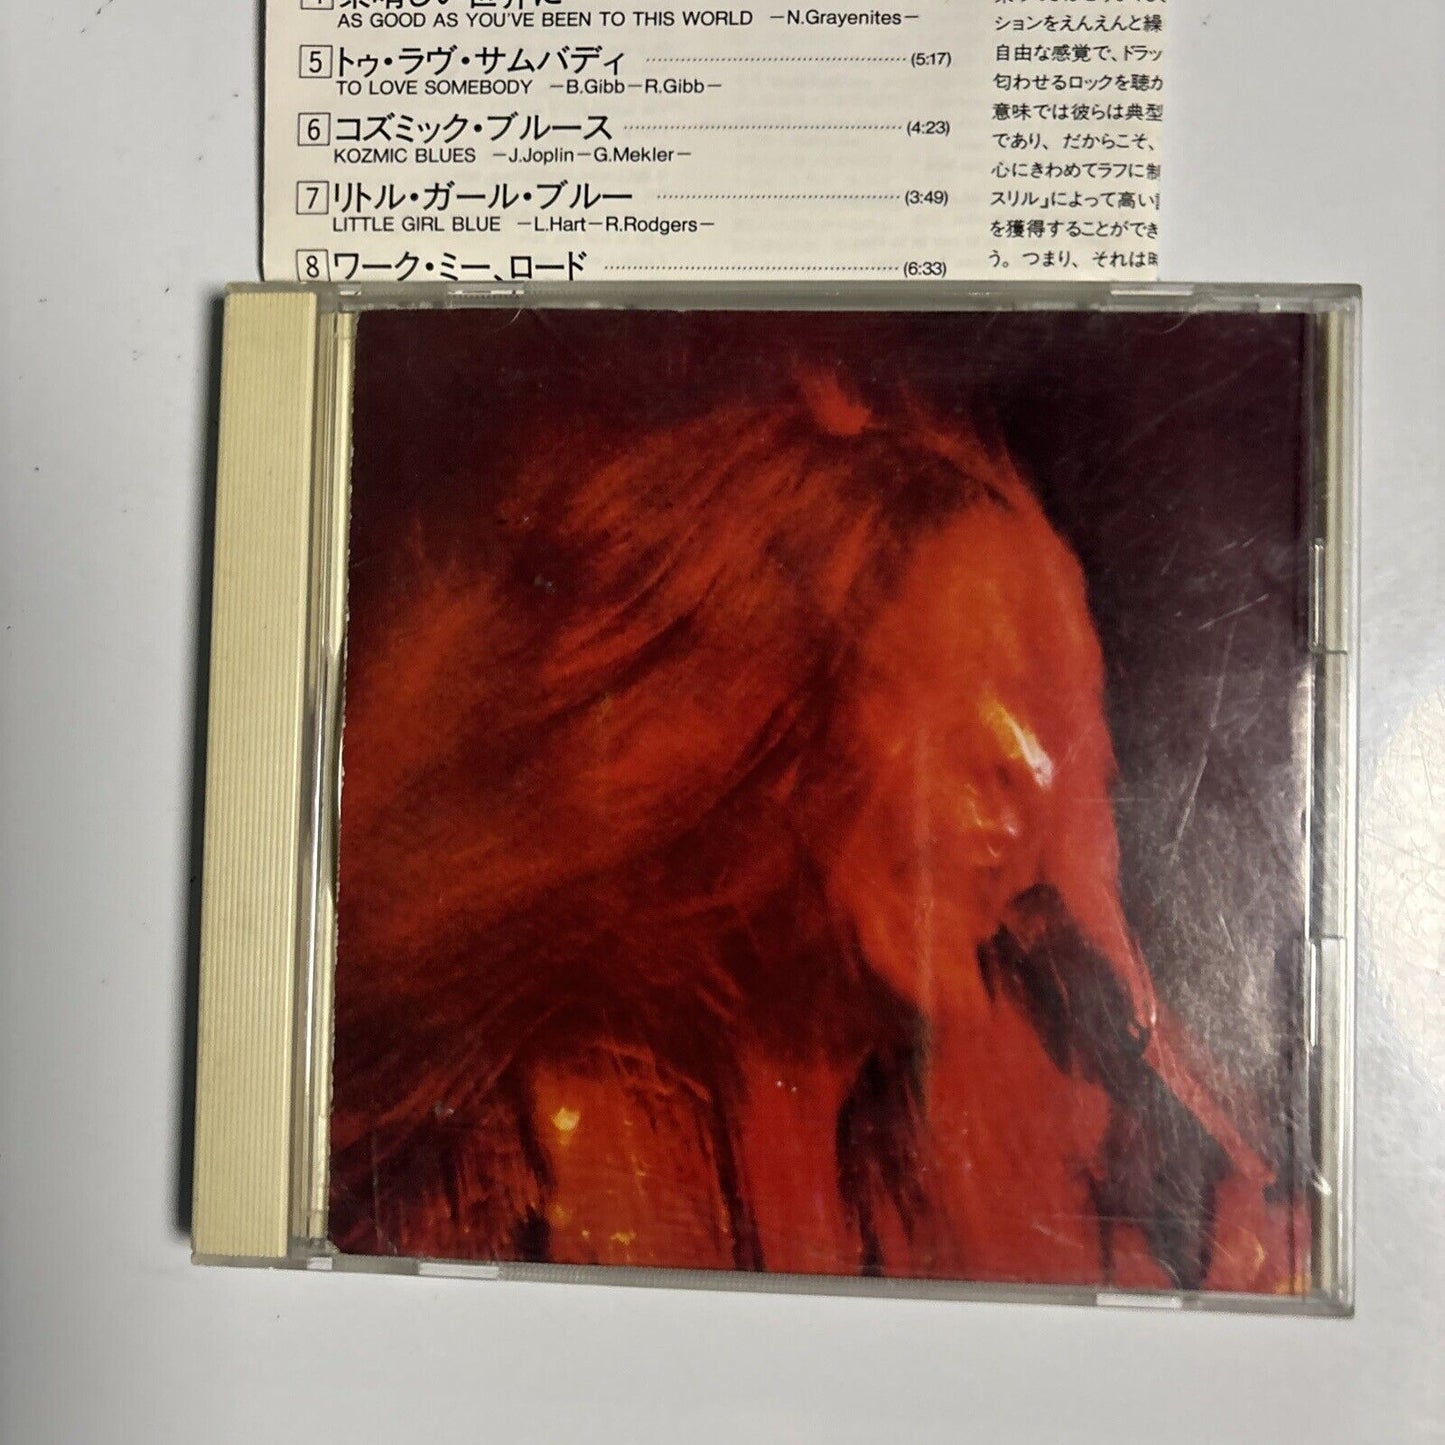 4 素晴しい世界に
AS GOOD AS YOU'VE BEEN TO THIS WORLD —N.Grayenites—
5 トゥ・ラヴ・サムバディ (5:17)
TO LOVE SOMEBODY —B.Gibb—R.Gibb—
6 コズミック・ブルース (4:23)
KOZMIC BLUES —J.Joplin—G.Mekler—
7 リトル・ガール・ブルー (3:49)
LITTLE GIRL BLUE —L.Hart—R.Rodgers—
8 ワーク・ミー、ロード (6:33)
ションをえんえんと繰
自由な感覚で、ドラッ
匂わせるロックを聴か
意味では彼らは典型
であり、だからこそ、
心にきわめてラフに制
スリル」によって高い
を獲得することができ
う。つまり、それは